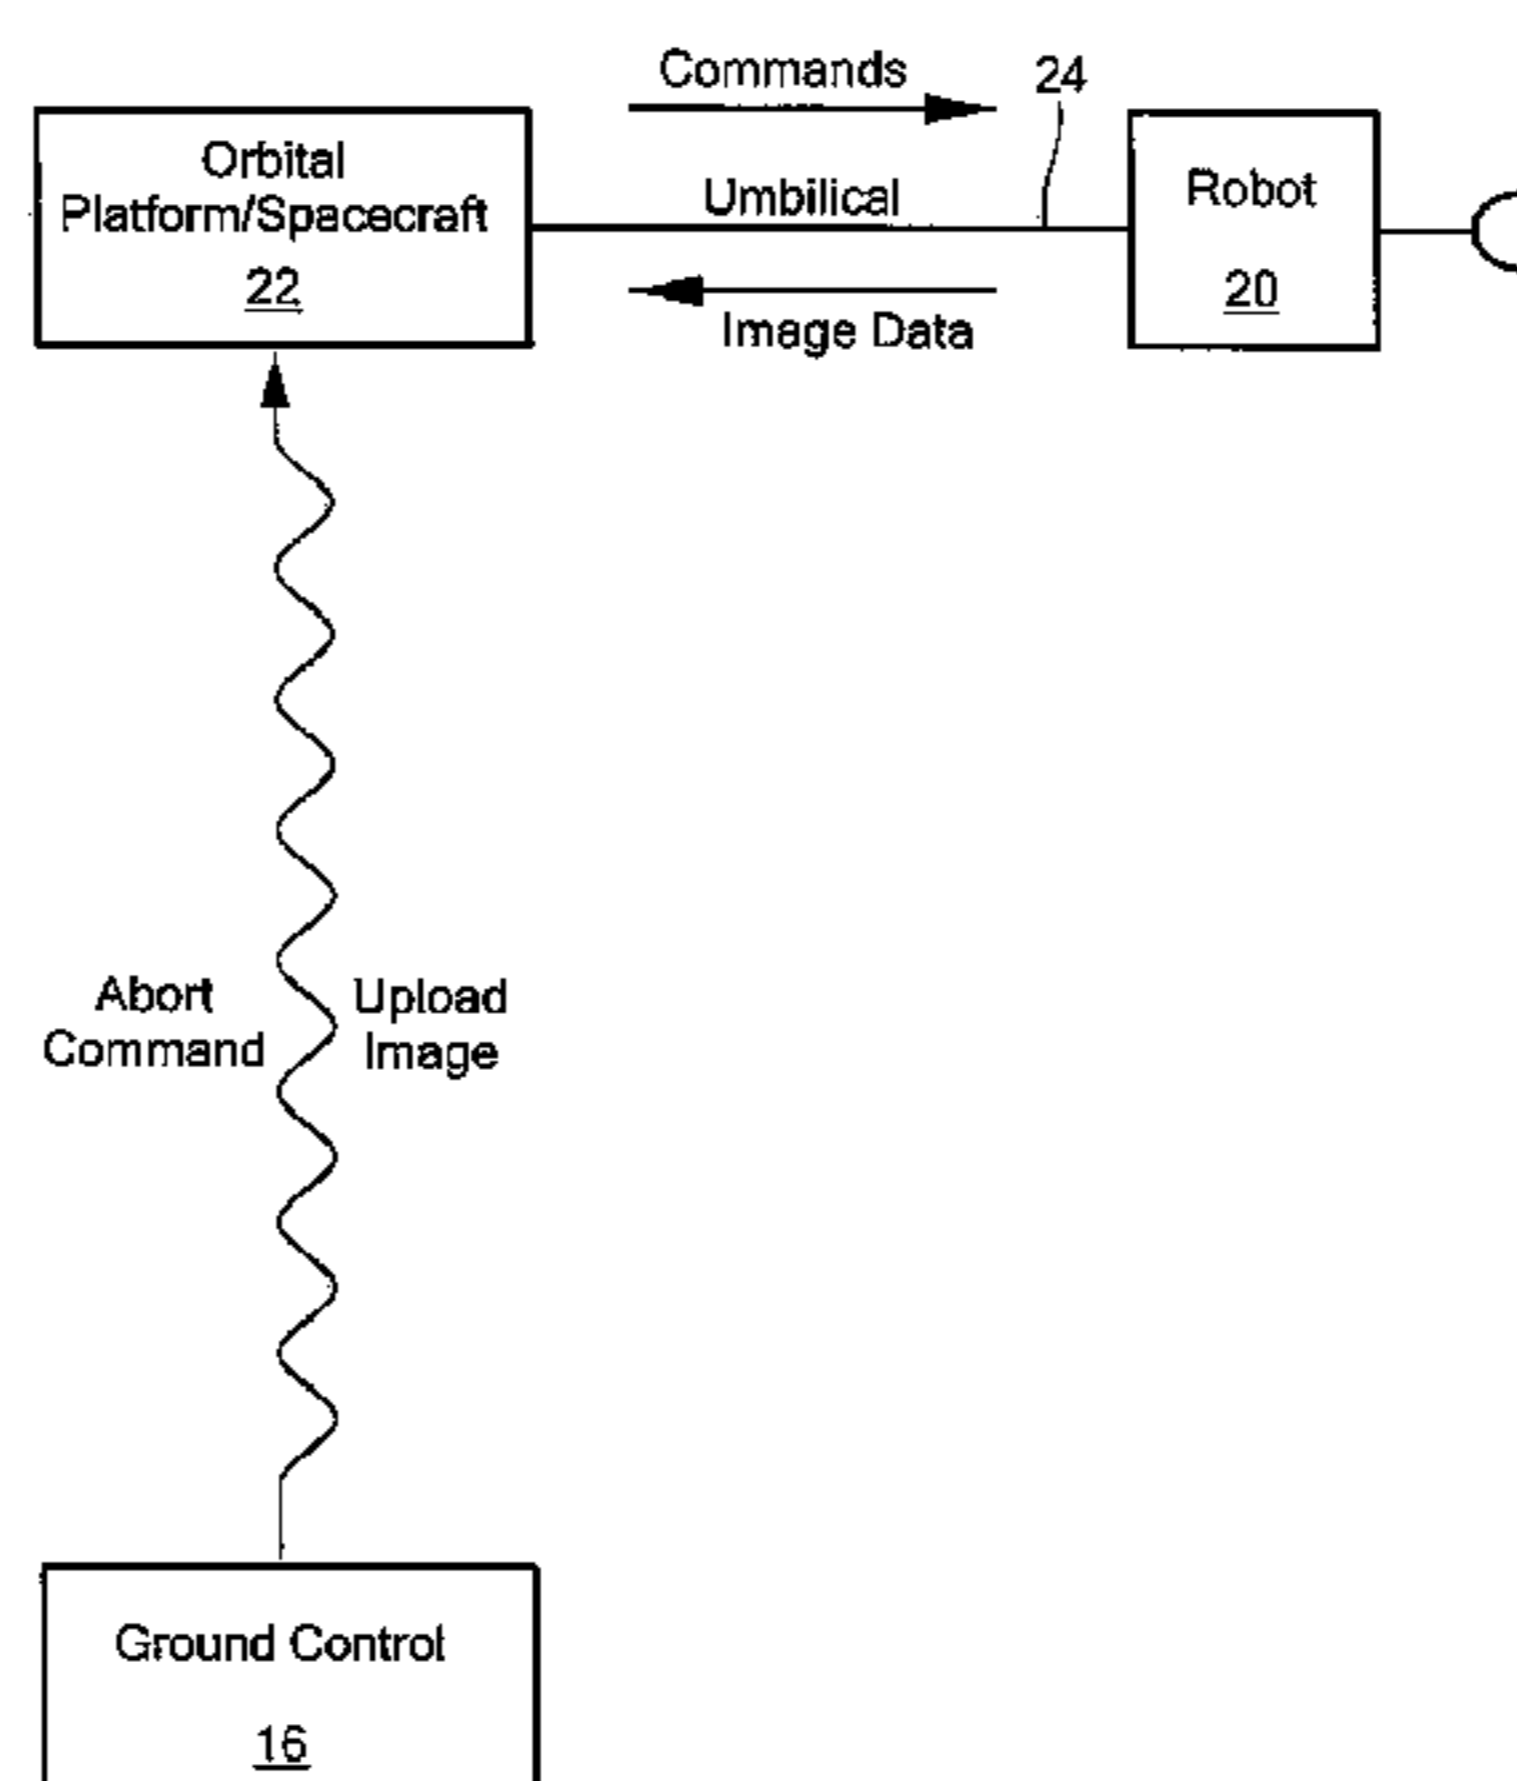 Commands
24
Orbital
Platform/Spacecraft
22
Umbilical
Image Data
Robot
20
Abort
Command
Upload
Image
Ground Control
16